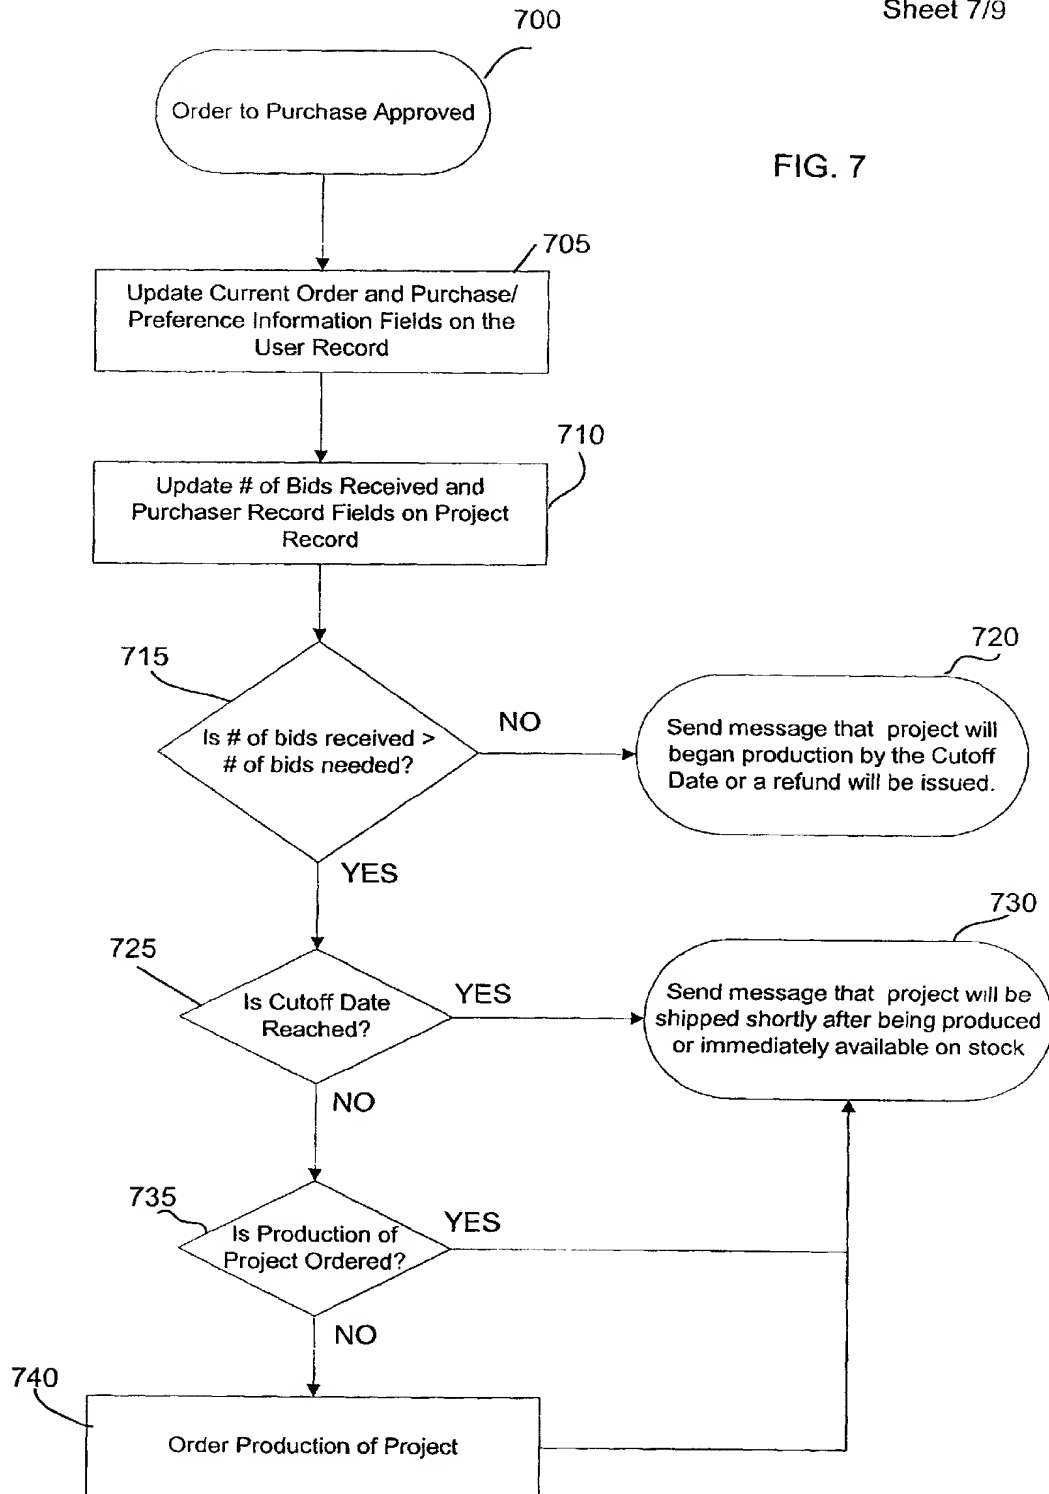 Sheet 7/9
700
Order to Purchase Approved
FIG. 7
705
Update Current Order and Purchase/
Preference Information Fields on the
User Record
710
Update # of Bids Received and
Purchaser Record Fields on Project
Record
715
Is # of bids received >
# of bids needed?
NO
720
Send message that project will
began production by the Cutoff
Date or a refund will be issued.
YES
725
Is Cutoff Date
Reached?
YES
730
Send message that project will be
shipped shortly after being produced
or immediately available on stock
NO
735
Is Production of
Project Ordered?
YES
NO
740
Order Production of Project